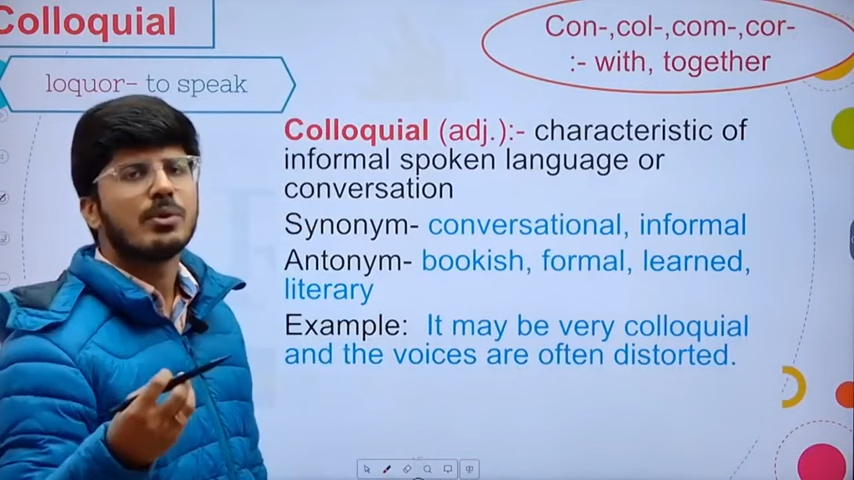 Colloquial
Con-,col-,com-,cor-
:- with, together
loquor- to speak
Colloquial (adj.):- characteristic of
informal spoken language or
conversation
Synonym- conversational, informal
Antonym- bookish, formal, learned,
literary
Example: It may be very colloquial
and the voices are often distorted.